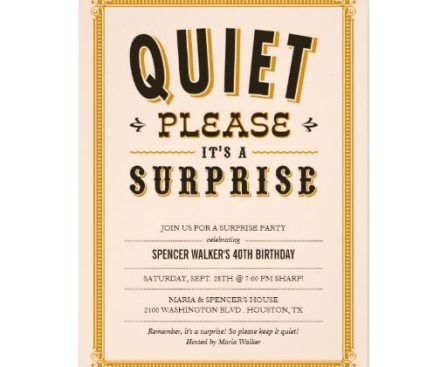 QUIET
PLEASE
IT'S A
SURPRISE
JOIN US FOR A SURPRISE PARTY
celebrating
SPENCER WALKER'S 40TH BIRTHDAY
SATURDAY, SEPT. 28TH @ 7:00 PM SHARP!
MARIA & SPENCER'S HOUSE
2100 WASHINGTON BLVD . HOUSTON, TX
Remember, it's a surprise! So please keep it quiet!
Hosted by Maria Walker